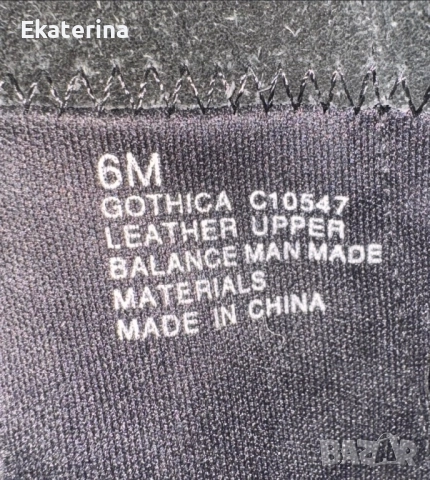 Ekaterina
6M
GOTHICA C10547
LEATHER UPPER
BALANCE MAN MADE
MATERIALS
MADE IN CHINA
BAZAR